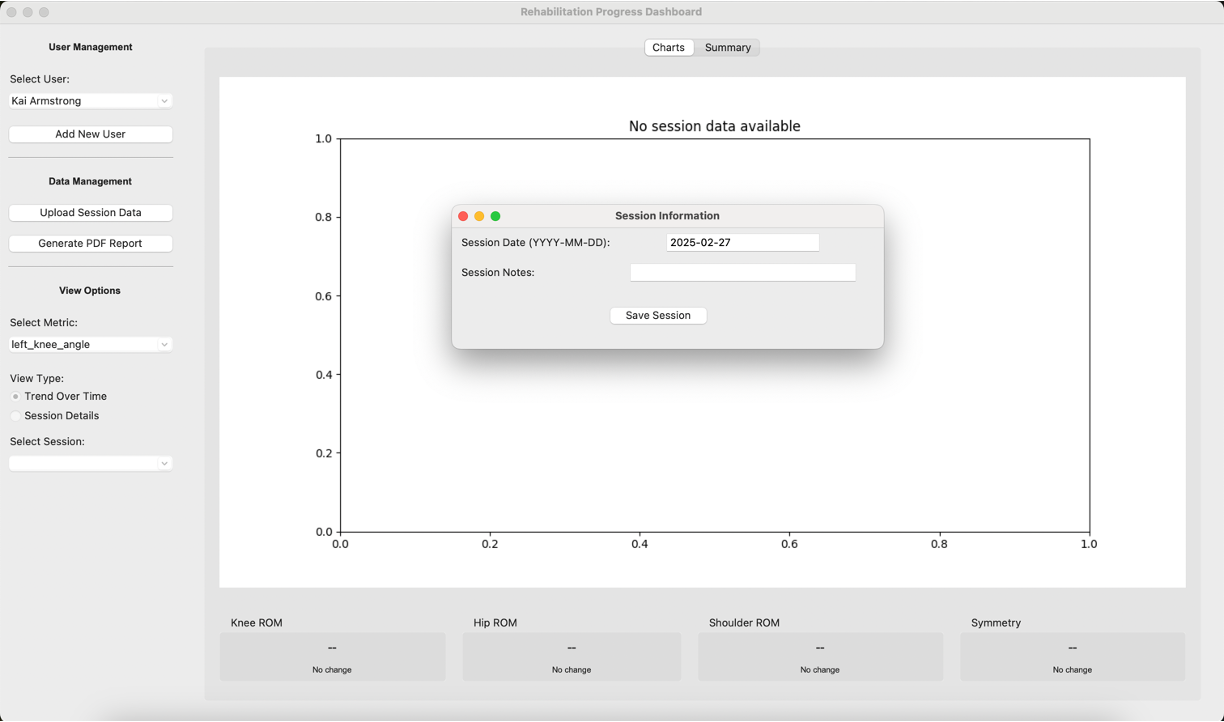 Rehabilitation Progress Dashboard
User Management
Select User:
Kai Armstrong
Add New User
Data Management
Upload Session Data
Generate PDF Report
View Options
Select Metric:
left_knee_angle
View Type:
Trend Over Time
Session Details
Select Session:
Charts Summary
No session data available
1.0
0.8
0.6
0.4
0.2
0.0
0.0 0.2 0.4 0.6 0.8 1.0
Session Information
Session Date (YYYY-MM-DD): 2025-02-27
Session Notes:
Save Session
Knee ROM Hip ROM Shoulder ROM Symmetry
-- -- -- --
No change No change No change No change